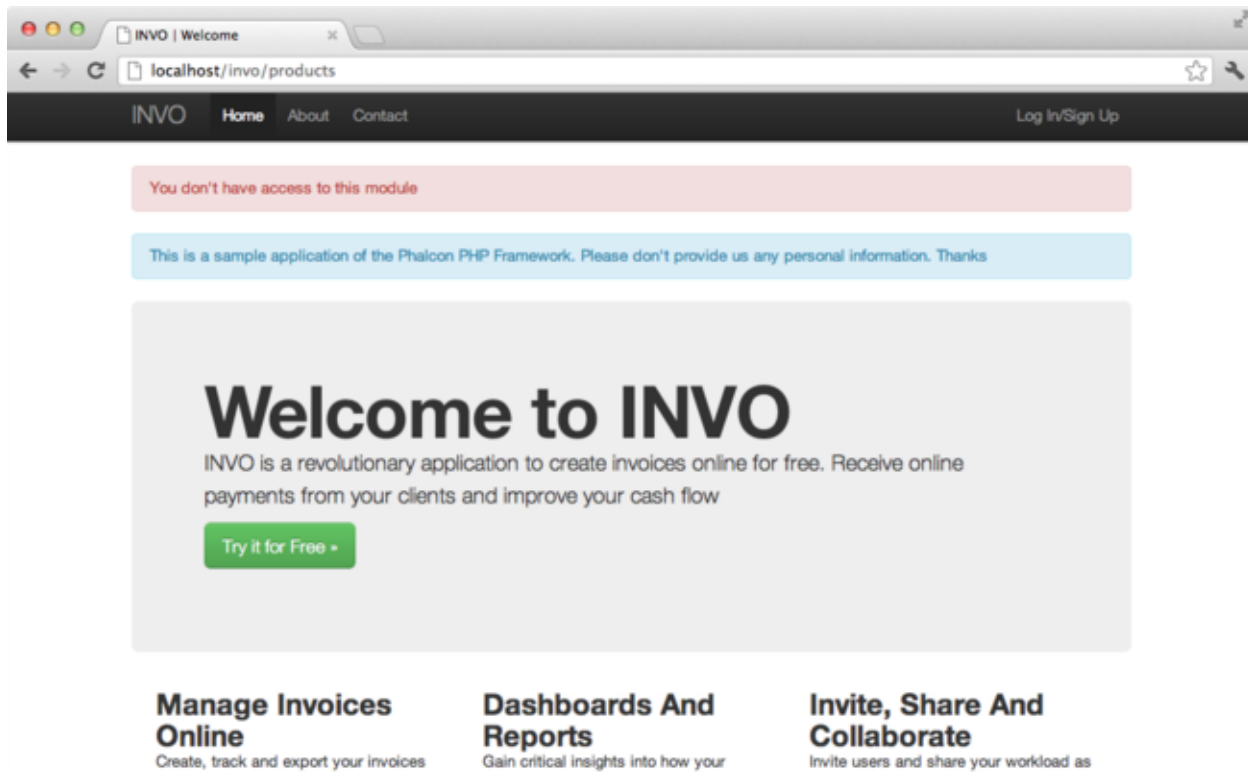 INVO | Welcome
localhost/invo/products
INVO Home About Contact Log In/Sign Up
You don't have access to this module
This is a sample application of the Phalcon PHP Framework. Please don't provide us any personal information. Thanks
Welcome to INVO
INVO is a revolutionary application to create invoices online for free. Receive online
payments from your clients and improve your cash flow
Try it for Free »
Manage Invoices
Online
Create, track and export your invoices
Dashboards And
Reports
Gain critical insights into how your
Invite, Share And
Collaborate
Invite users and share your workload as